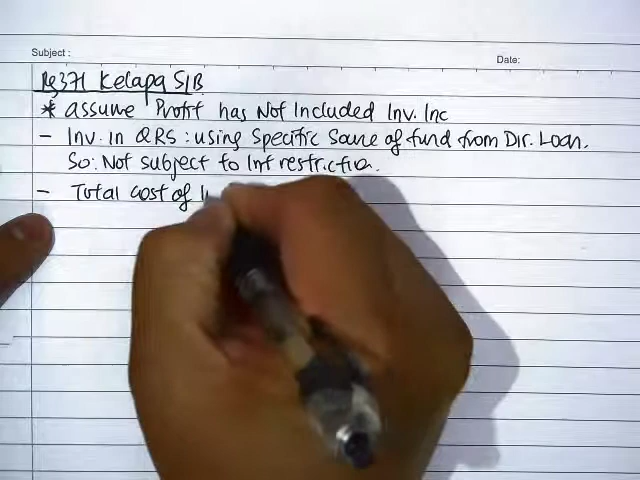 Subject :
Date:
Pg371 Kelapa S/B
* Assume Profit has Not Included Inv. Inc
- Inv. in QRS : using Specific Source of fund from Dir. Loan.
So: Not subject to Int restriction.
- Total cost of